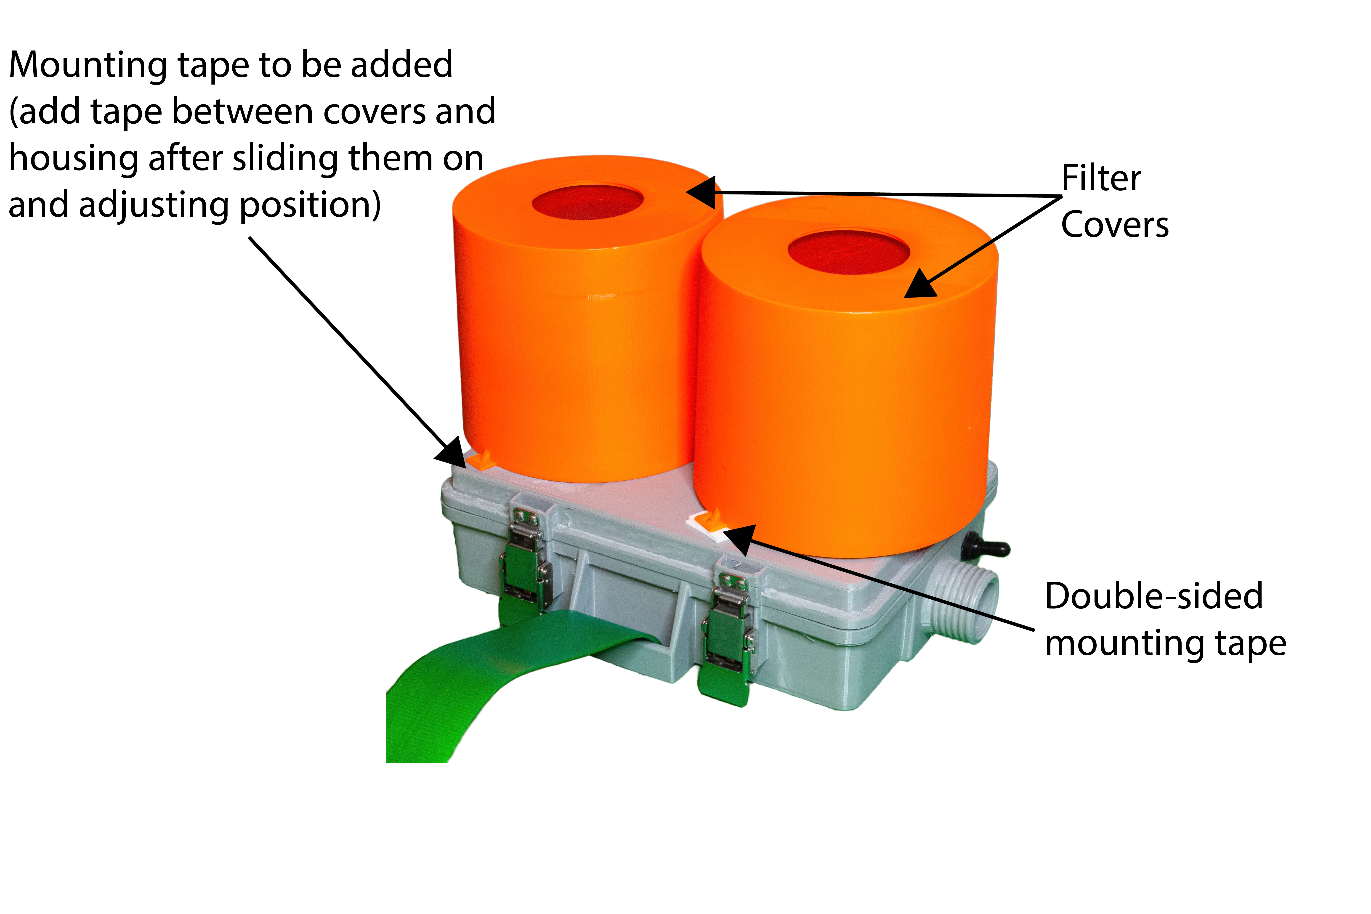 Mounting tape to be added
(add tape between covers and
housing after sliding them on
and adjusting position)
Filter
Covers
Double-sided
mounting tape